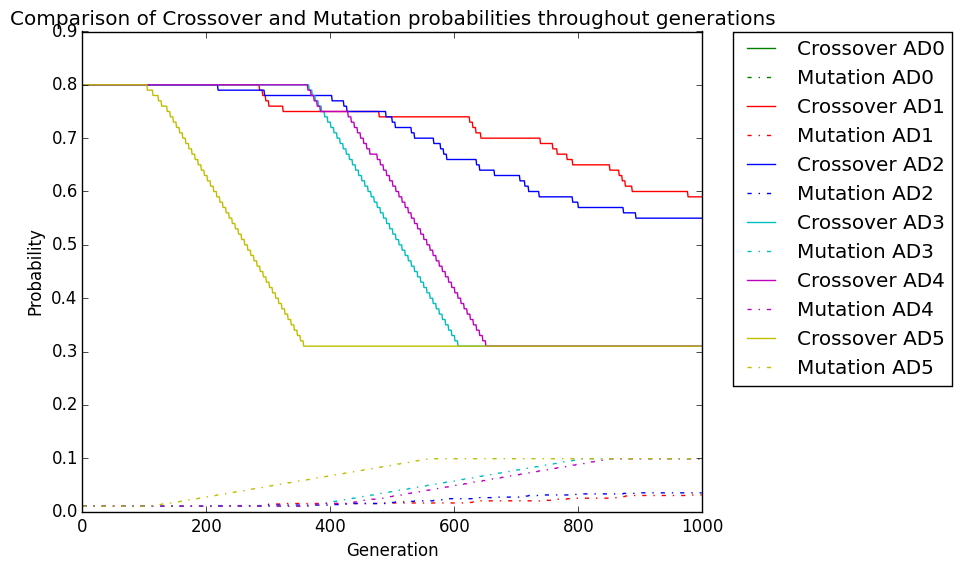 Comparison of Crossover and Mutation probabilities throughout generations
0.9
0.8
0.7
0.6
0.5
0.4
0.3
0.2
0.1
0.0
Probability
0 200 400 600 800 1000
Generation
Crossover AD0
Mutation AD0
Crossover AD1
Mutation AD1
Crossover AD2
Mutation AD2
Crossover AD3
Mutation AD3
Crossover AD4
Mutation AD4
Crossover AD5
Mutation AD5